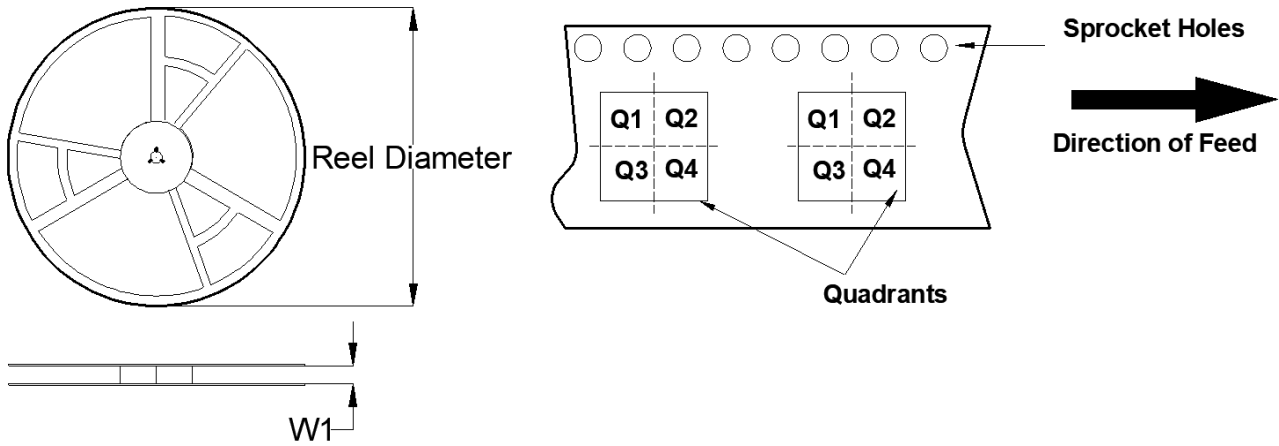 Reel Diameter
W1
Sprocket Holes
Q1 Q2 Q1 Q2
Q3 Q4 Q3 Q4
Direction of Feed
Quadrants